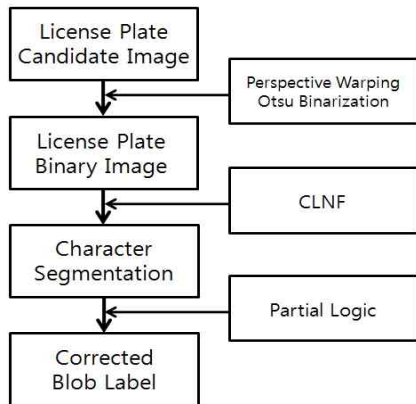 License Plate
Candidate Image
Perspective Warping
Otsu Binarization
License Plate
Binary Image
CLNF
Character
Segmentation
Partial Logic
Corrected
Blob Label